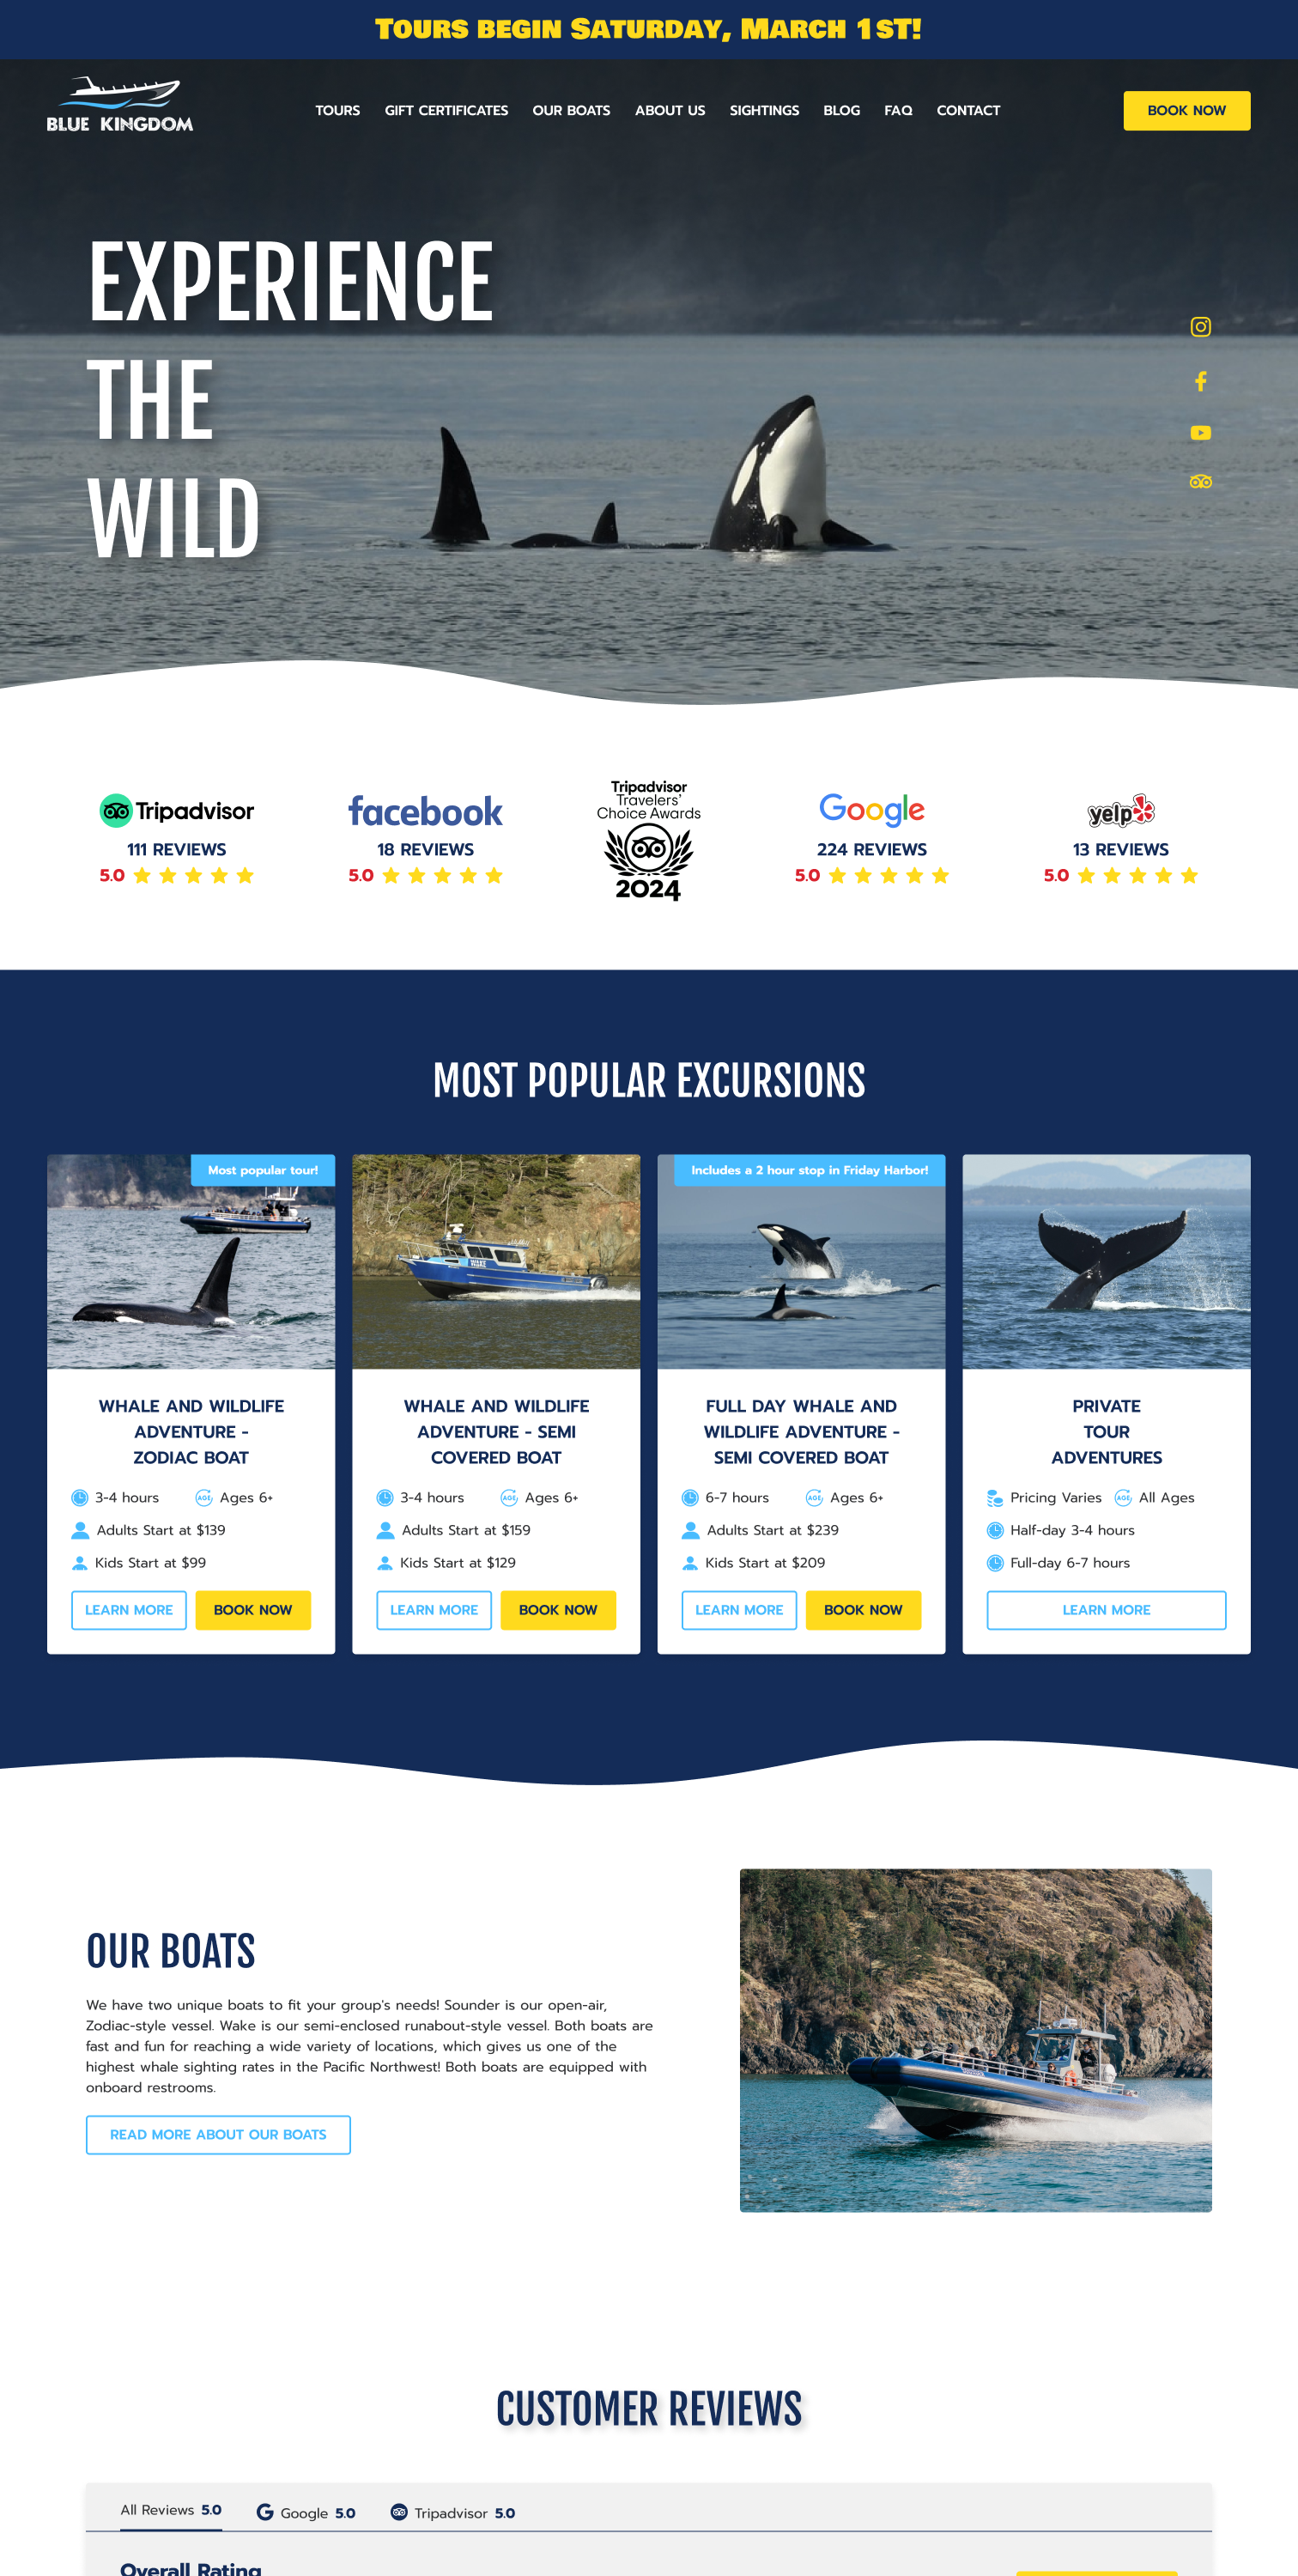 Tours begin Saturday, March 1sT!
BLUE KINGDOM
TOURS GIFT CERTIFICATES OUR BOATS ABOUT US SIGHTINGS BLOG FAQ CONTACT
BOOK NOW
EXPERIENCE
THE
WILD
Tripadvisor
111 REVIEWS
5.0
facebook
18 REVIEWS
5.0
Tripadvisor
Travelers'
Choice Awards
2024
Google
224 REVIEWS
5.0
yelp
13 REVIEWS
5.0
MOST POPULAR EXCURSIONS
Most popular tour!
WHALE AND WILDLIFE
ADVENTURE -
ZODIAC BOAT
3-4 hours
AGE Ages 6+
Adults Start at $139
Kids Start at $99
LEARN MORE
BOOK NOW
WAKE
WHALE AND WILDLIFE
ADVENTURE - SEMI
COVERED BOAT
3-4 hours
AGE Ages 6+
Adults Start at $159
Kids Start at $129
LEARN MORE
BOOK NOW
Includes a 2 hour stop in Friday Harbor!
FULL DAY WHALE AND
WILDLIFE ADVENTURE -
SEMI COVERED BOAT
6-7 hours
AGE Ages 6+
Adults Start at $239
Kids Start at $209
LEARN MORE
BOOK NOW
PRIVATE
TOUR
ADVENTURES
Pricing Varies
AGE All Ages
Half-day 3-4 hours
Full-day 6-7 hours
LEARN MORE
OUR BOATS
We have two unique boats to fit your group's needs! Sounder is our open-air,
Zodiac-style vessel. Wake is our semi-enclosed runabout-style vessel. Both boats are
fast and fun for reaching a wide variety of locations, which gives us one of the
highest whale sighting rates in the Pacific Northwest! Both boats are equipped with
onboard restrooms.
READ MORE ABOUT OUR BOATS
CUSTOMER REVIEWS
All Reviews 5.0
G Google 5.0
Tripadvisor 5.0
Overall Rating